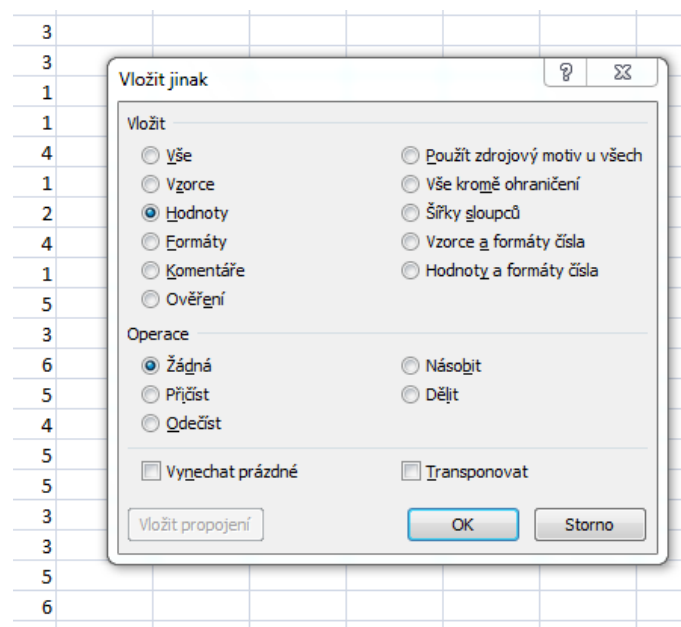 3
3
1
1
4
1
2
4
1
5
3
6
5
4
5
5
3
3
5
6
Vložit jinak
Vložit
Vše
Vzorce
Hodnoty
Formáty
Komentáře
Ověření
Použít zdrojový motiv u všech
Vše kromě ohraničení
Šířky sloupců
Vzorce a formáty čísla
Hodnoty a formáty čísla
Operace
Žádná
Přičíst
Odečíst
Násobit
Dělit
Vynechat prázdné
Transponovat
Vložit propojení
OK
Storno